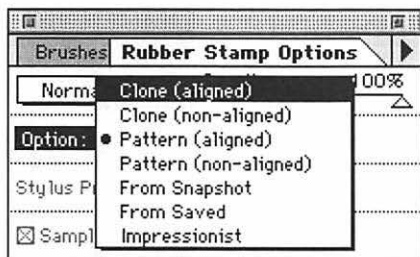 Brushes Rubber Stamp Options
Norma 00%
Clone (aligned)
Clone (non-aligned)
Option: • Pattern (aligned)
Pattern (non-aligned)
Stylus Pr From Snapshot
From Saved
Sampl Impressionist